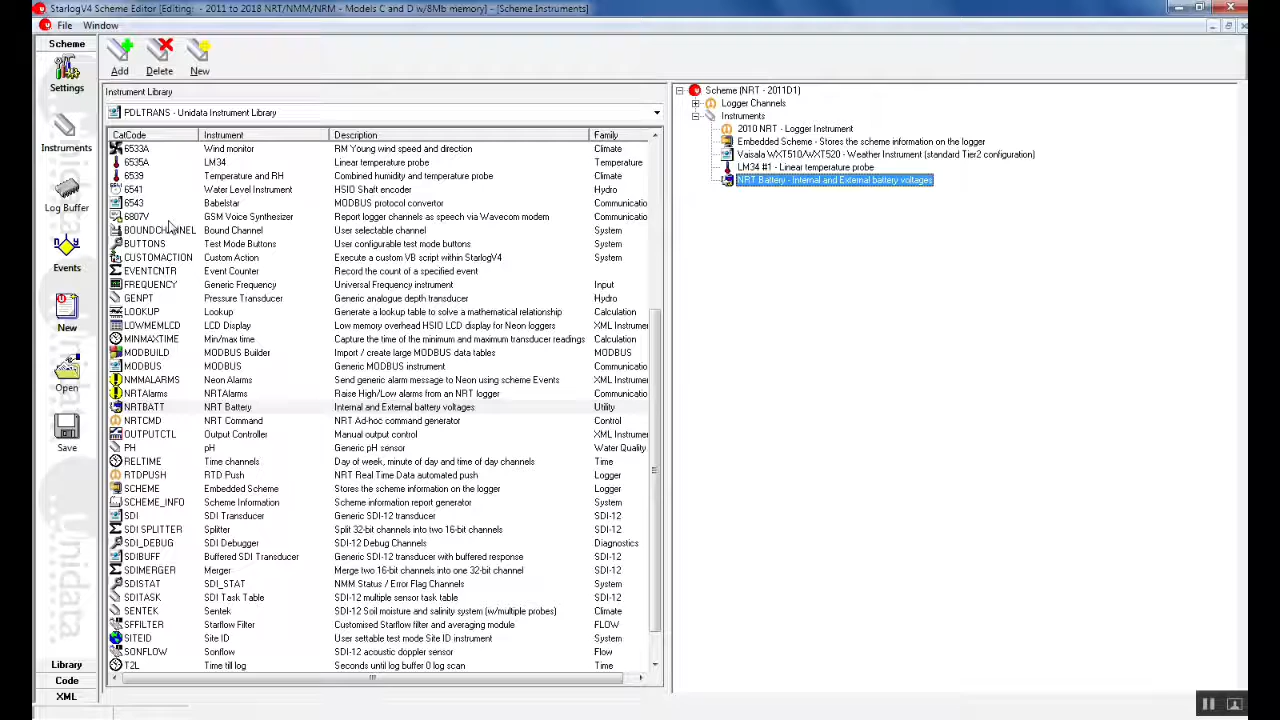 StarlogV4 Scheme Editor [Editing: - 2011 to 2018 NRT/NMM/NRM - Models C and D w/8Mb memory] - [Scheme Instruments]
File Window
Scheme
Settings
Instruments
Log Buffer
Events
New
Open
Save
Library
Code
XML
Unidata
Add Delete New
Instrument Library
PDLTRANS - Unidata Instrument Library
CatCode Instrument Description Family
6533A Wind monitor RM Young wind speed and direction Climate
6535A LM34 Linear temperature probe Temperature
6539 Temperature and RH Combined humidity and temperature probe Climate
6541 Water Level Instrument HSIO Shaft encoder Hydro
6543 Babelstar MODBUS protocol convertor Communicatio
6807V GSM Voice Synthesizer Report logger channels as speech via Wavecom modem Communicatio
BOUNDCHANNEL Bound Channel User selectable channel System
BUTTONS Test Mode Buttons User configurable test mode buttons System
CUSTOMACTION Custom Action Execute a custom VB script within StarlogV4 System
EVENTCNTR Event Counter Record the count of a specified event
FREQUENCY Generic Frequency Universal Frequency instrument Input
GENPT Pressure Transducer Generic analogue depth transducer Hydro
LOOKUP Lookup Generate a lookup table to solve a mathematical relationship Calculation
LOWMEMLCD LCD Display Low memory overhead HSIO LCD display for Neon loggers XML Instrumer
MINMAXTIME Min/max time Capture the time of the minimum and maximum transducer readings Calculation
MODBUILD MODBUS Builder Import / create large MODBUS data tables MODBUS
MODBUS MODBUS Generic MODBUS instrument Communicatio
NMMALARMS Neon Alarms Send generic alarm message to Neon using scheme Events XML Instrumer
NRTAlarms NRTAlarms Raise High/Low alarms from an NRT logger Communicatio
NRTBATT NRT Battery Internal and External battery voltages Utility
NRTCMD NRT Command NRT Ad-hoc command generator Communicatio
OUTPUTCTL Output Controller Manual output control XML Instrumer
PH pH Generic pH sensor Water Quality
RELTIME Time channels Day of week, minute of day and time of day channels Time
RTDPUSH RTD Push NRT Real Time Data automated push Logger
SCHEME Embedded Scheme Stores the scheme information on the logger Logger
SCHEME_INFO Scheme Information Scheme information report generator System
SDI SDI Transducer Generic SDI-12 transducer SDI-12
SDI SPLITTER Splitter Split 32-bit channels into two 16-bit channels SDI-12
SDI_DEBUG SDI Debugger SDI-12 Debug Channels Diagnostics
SDIBUFF Buffered SDI Transducer Generic SDI-12 transducer with buffered response SDI-12
SDIMERGER Merger Merge two 16-bit channels into one 32-bit channel SDI-12
SDISTAT SDI_STAT NMM Status / Error Flag Channels System
SDITASK SDI Task Table SDI-12 multiple sensor task table SDI-12
SENTEK Sentek SDI-12 Soil moisture and salinity system (w/multiple probes) Climate
SFFILTER Starflow Filter Customised Starflow filter and averaging module FLOW
SITEID Site ID User settable test mode Site ID instrument System
SONFLOW Sonflow SDI-12 acoustic doppler sensor Flow
T2L Time till log Seconds until log buffer 0 log scan Time
Scheme (NRT - 2011D1)
Logger Channels
Instruments
2010 NRT - Logger Instrument
Embedded Scheme - Stores the scheme information on the logger
Vaisala WXT510/WXT520 - Weather Instrument (standard Tier2 configuration)
LM34 #1 - Linear temperature probe
NRT Battery - Internal and External battery voltages